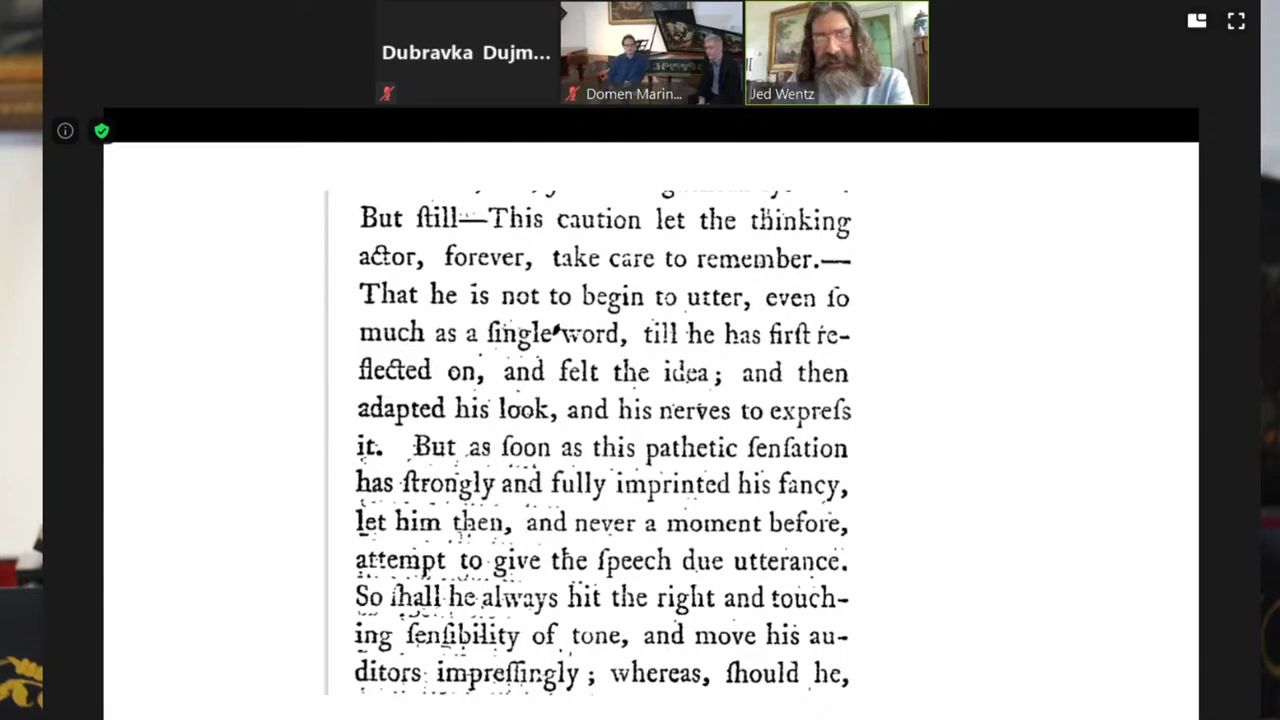 Dubravka Dujm...
Domen Marin...
Jed Wentz
But ſtill—This caution let the thinking
actor, forever, take care to remember.—
That he is not to begin to utter, even ſo
much as a ſingle word, till he has firſt re-
flected on, and felt the idea; and then
adapted his look, and his nerves to expreſs
it. But as ſoon as this pathetic ſenſation
has ſtrongly and fully imprinted his fancy,
let him then, and never a moment before,
attempt to give the ſpeech due utterance.
So ſhall he always hit the right and touch-
ing ſenſibility of tone, and move his au-
ditors impreſſingly; whereas, ſhould he,